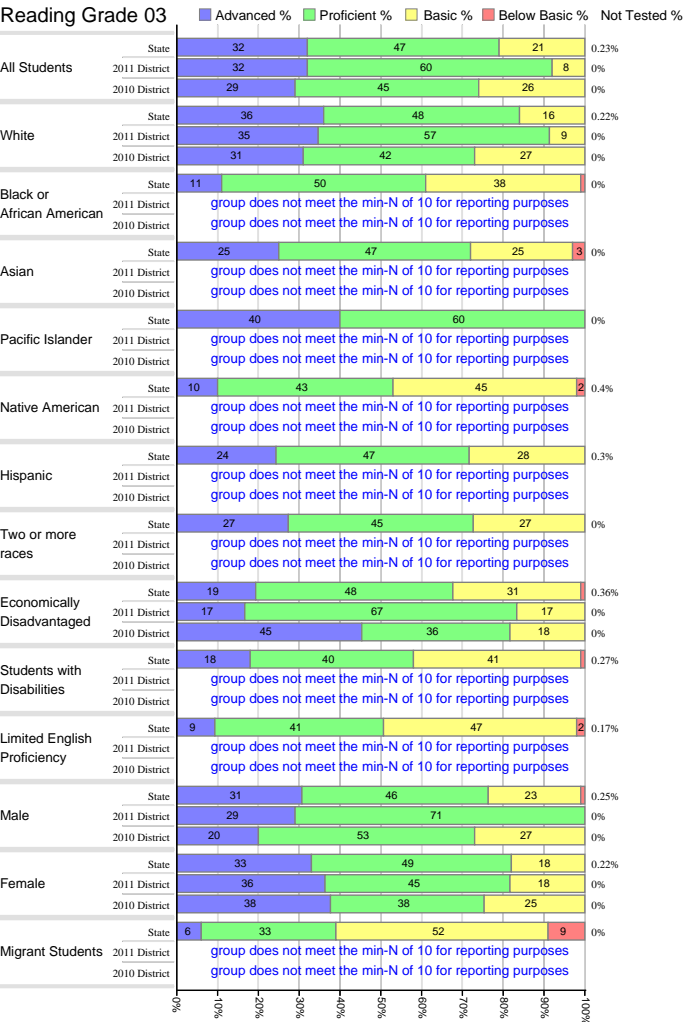 Reading Grade 03 Advanced % Proficient % Basic % Below Basic % Not Tested %
All Students
State 32 47 21 0.23%
2011 District 32 60 8 0%
2010 District 29 45 26 0%
White
State 36 48 16 0.22%
2011 District 35 57 9 0%
2010 District 31 42 27 0%
Black or
African American
State 11 50 38 0%
2011 District group does not meet the min-N of 10 for reporting purposes
2010 District group does not meet the min-N of 10 for reporting purposes
Asian
State 25 47 25 3 0%
2011 District group does not meet the min-N of 10 for reporting purposes
2010 District group does not meet the min-N of 10 for reporting purposes
Pacific Islander
State 40 60 0%
2011 District group does not meet the min-N of 10 for reporting purposes
2010 District group does not meet the min-N of 10 for reporting purposes
Native American
State 10 43 45 2 0.4%
2011 District group does not meet the min-N of 10 for reporting purposes
2010 District group does not meet the min-N of 10 for reporting purposes
Hispanic
State 24 47 28 0.3%
2011 District group does not meet the min-N of 10 for reporting purposes
2010 District group does not meet the min-N of 10 for reporting purposes
Two or more
races
State 27 45 27 0%
2011 District group does not meet the min-N of 10 for reporting purposes
2010 District group does not meet the min-N of 10 for reporting purposes
Economically
Disadvantaged
State 19 48 31 0.36%
2011 District 17 67 17 0%
2010 District 45 36 18 0%
Students with
Disabilities
State 18 40 41 0.27%
2011 District group does not meet the min-N of 10 for reporting purposes
2010 District group does not meet the min-N of 10 for reporting purposes
Limited English
Proficiency
State 9 41 47 2 0.17%
2011 District group does not meet the min-N of 10 for reporting purposes
2010 District group does not meet the min-N of 10 for reporting purposes
Male
State 31 46 23 0.25%
2011 District 29 71 0%
2010 District 20 53 27 0%
Female
State 33 49 18 0.22%
2011 District 36 45 18 0%
2010 District 38 38 25 0%
Migrant Students
State 6 33 52 9 0%
2011 District group does not meet the min-N of 10 for reporting purposes
2010 District group does not meet the min-N of 10 for reporting purposes
0% 10% 20% 30% 40% 50% 60% 70% 80% 90% 100%